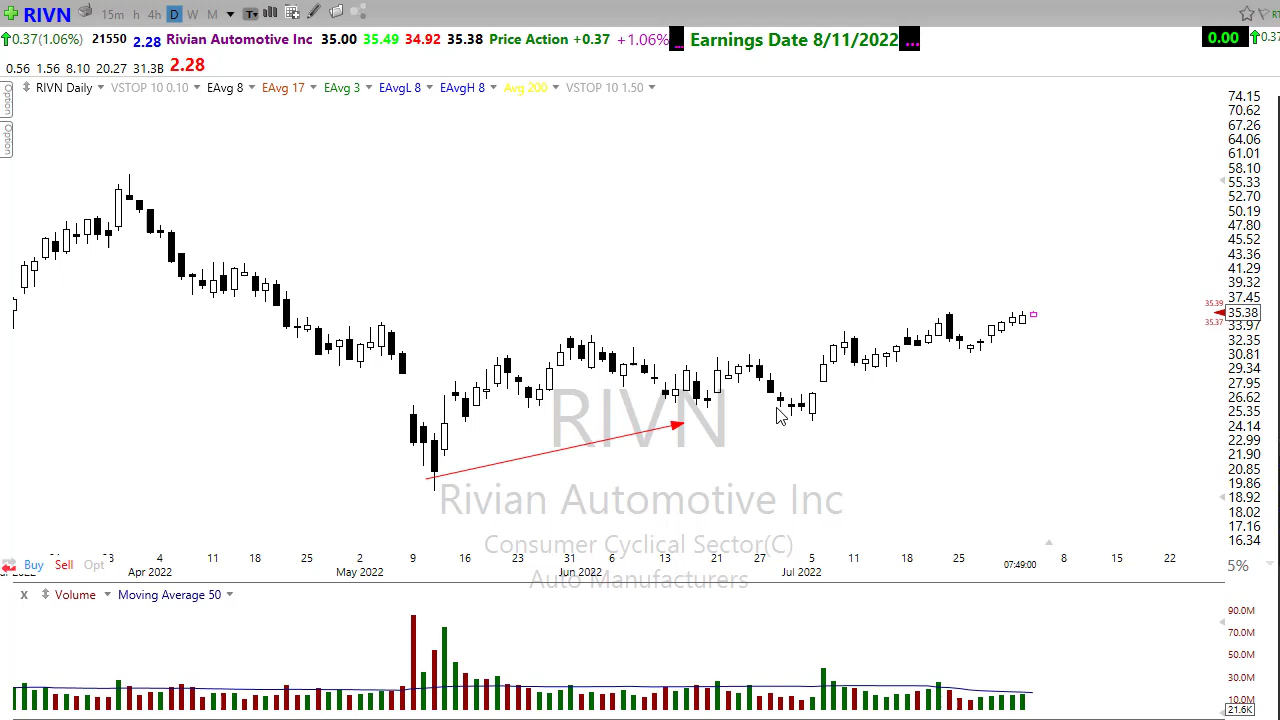 RIVN 15m h 4h D W M
0.37(1.06%) 21550 2.28 Rivian Automotive Inc 35.00 35.49 34.92 35.38 Price Action +0.37 +1.06% ... Earnings Date 8/11/2022 ... 0.00 0.37
0.56 1.56 8.10 20.27 31.3B 2.28
RIVN Daily VSTOP 10 0.10 EAvg 8 EAvg 17 EAvg 3 EAvgL 8 EAvgH 8 Avg 200 VSTOP 10 1.50
Option
Option
74.15
70.62
67.26
64.06
61.01
58.10
55.33
52.70
50.19
47.80
45.52
43.36
41.29
39.32
37.45
35.39
35.38
35.37
33.97
32.35
30.81
29.34
27.95
26.62
25.35
24.14
22.99
21.90
20.85
19.86
18.92
18.02
17.16
16.34
RIVN
Rivian Automotive Inc
Consumer Cyclical Sector(C)
Auto Manufacturers
4 11 18 25 9 16 23 31 6 13 21 27 5 11 18 25 8 15 22
Buy Sell Opt 07:49:00 5%
Apr 2022 May 2022 Jun 2022 Jul 2022
x Volume Moving Average 50
90.0M
70.0M
50.0M
30.0M
10.0M
21.6K